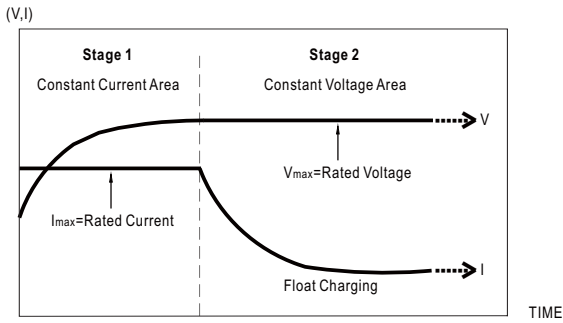 (V,I)
Stage 1
Constant Current Area
Stage 2
Constant Voltage Area
V
Vmax=Rated Voltage
Imax=Rated Current
I
Float Charging
TIME